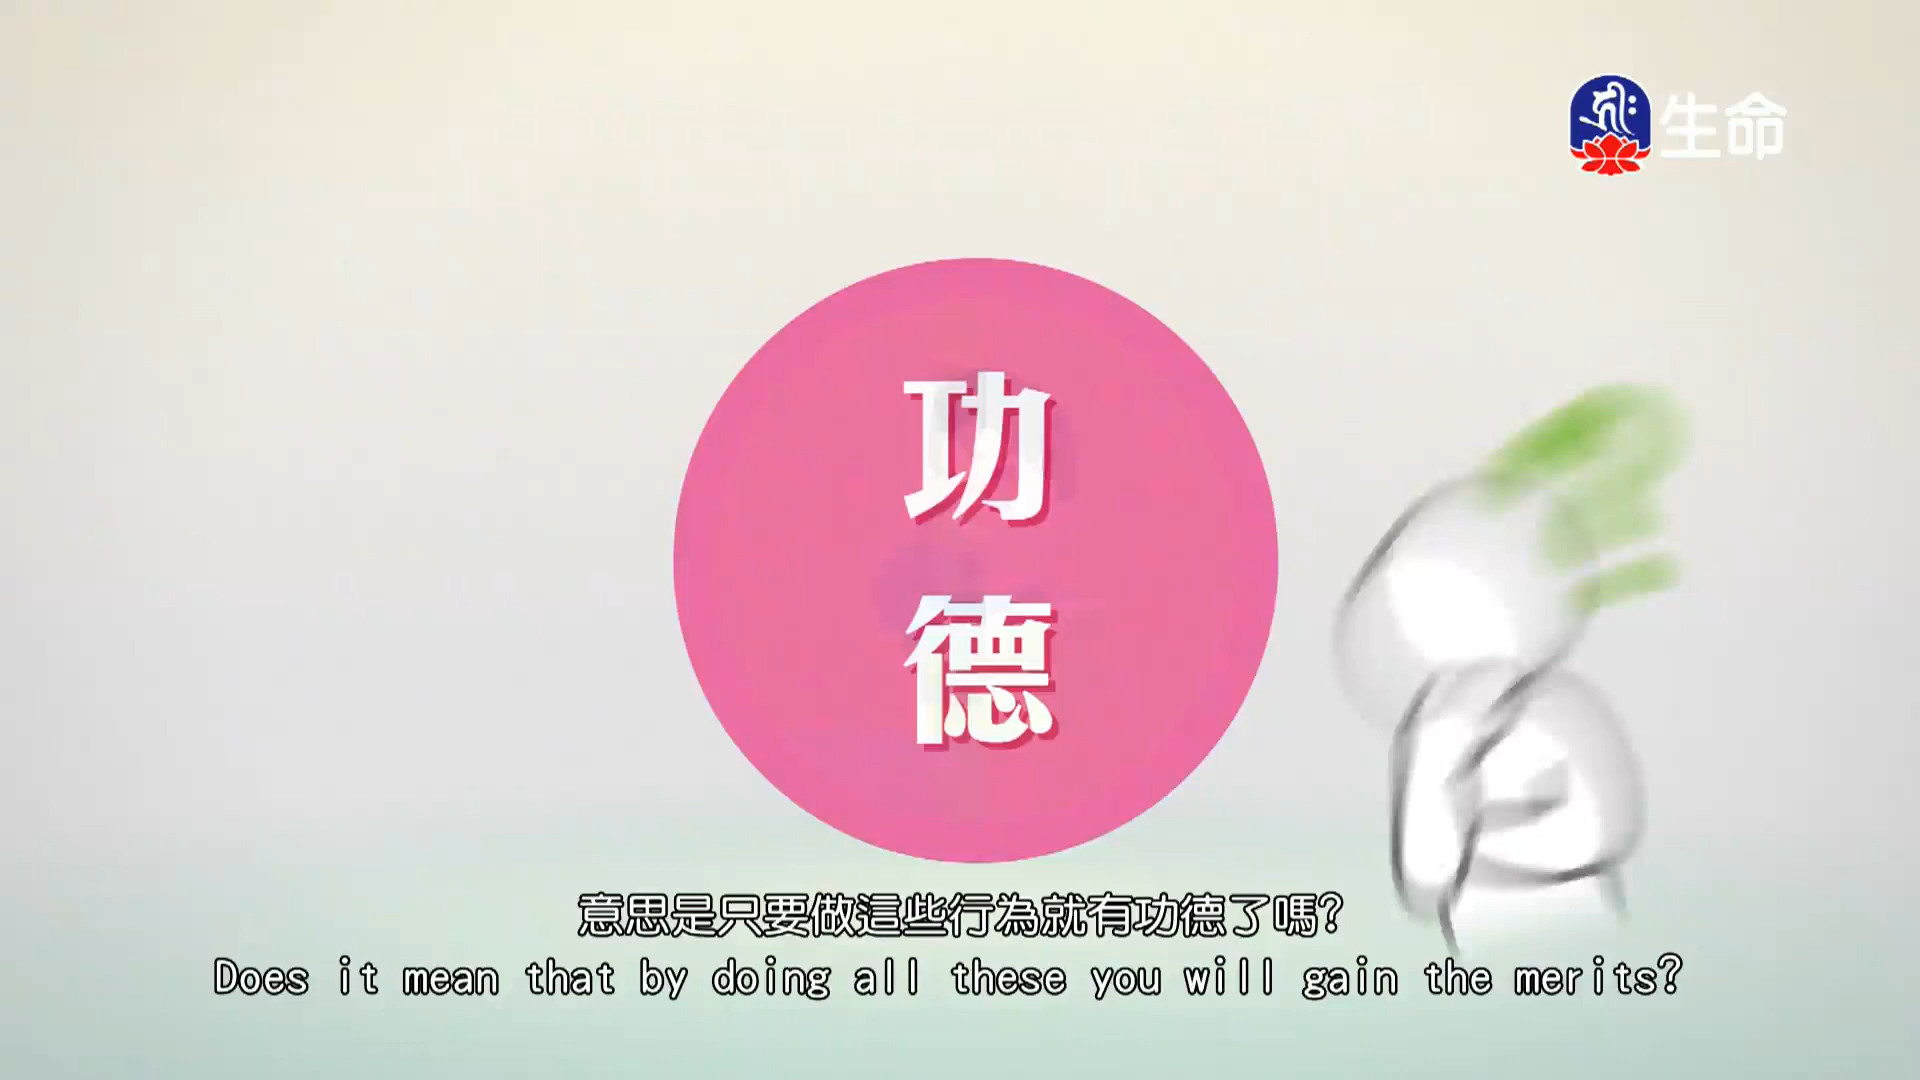 生命
功
德
意思是只要做這些行為就有功德了嗎?
Does it mean that by doing all these you will gain the merits?